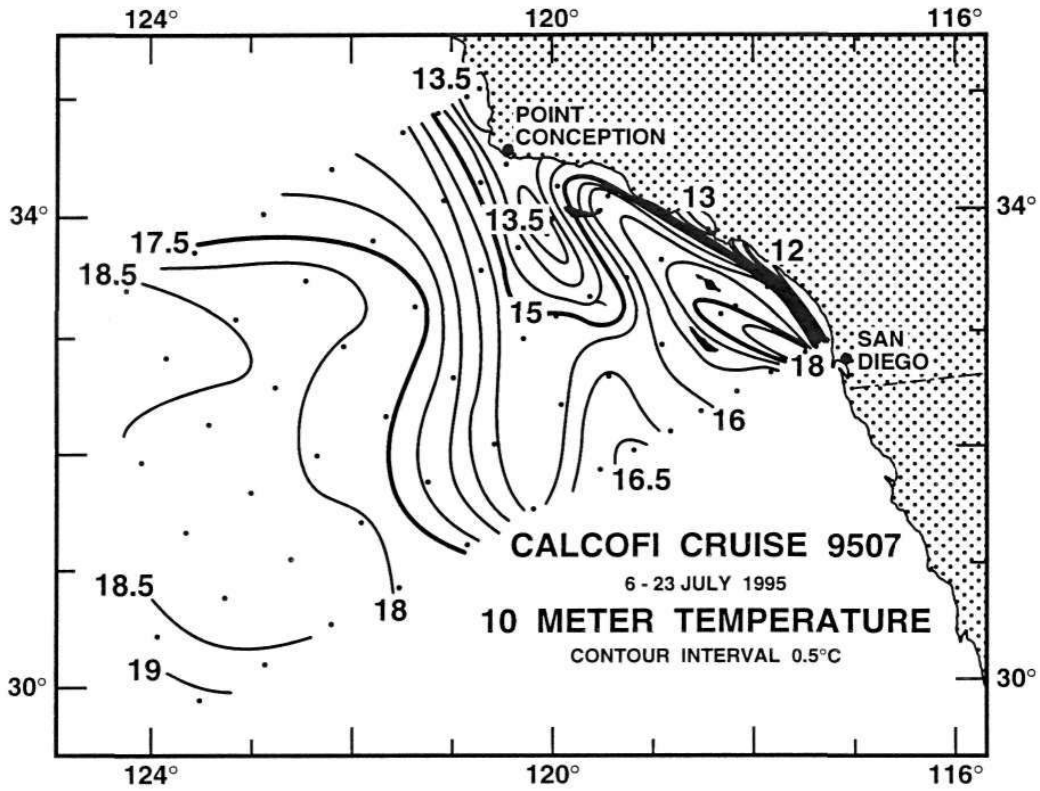 124° 120° 116°
13.5
POINT
CONCEPTION
34° 13.5 13 34°
17.5
18.5 12
15
SAN
DIEGO
18
16
16.5
CALCOFI CRUISE 9507
6 - 23 JULY 1995
18.5 18
10 METER TEMPERATURE
CONTOUR INTERVAL 0.5°C
19
30° 30°
124° 120° 116°